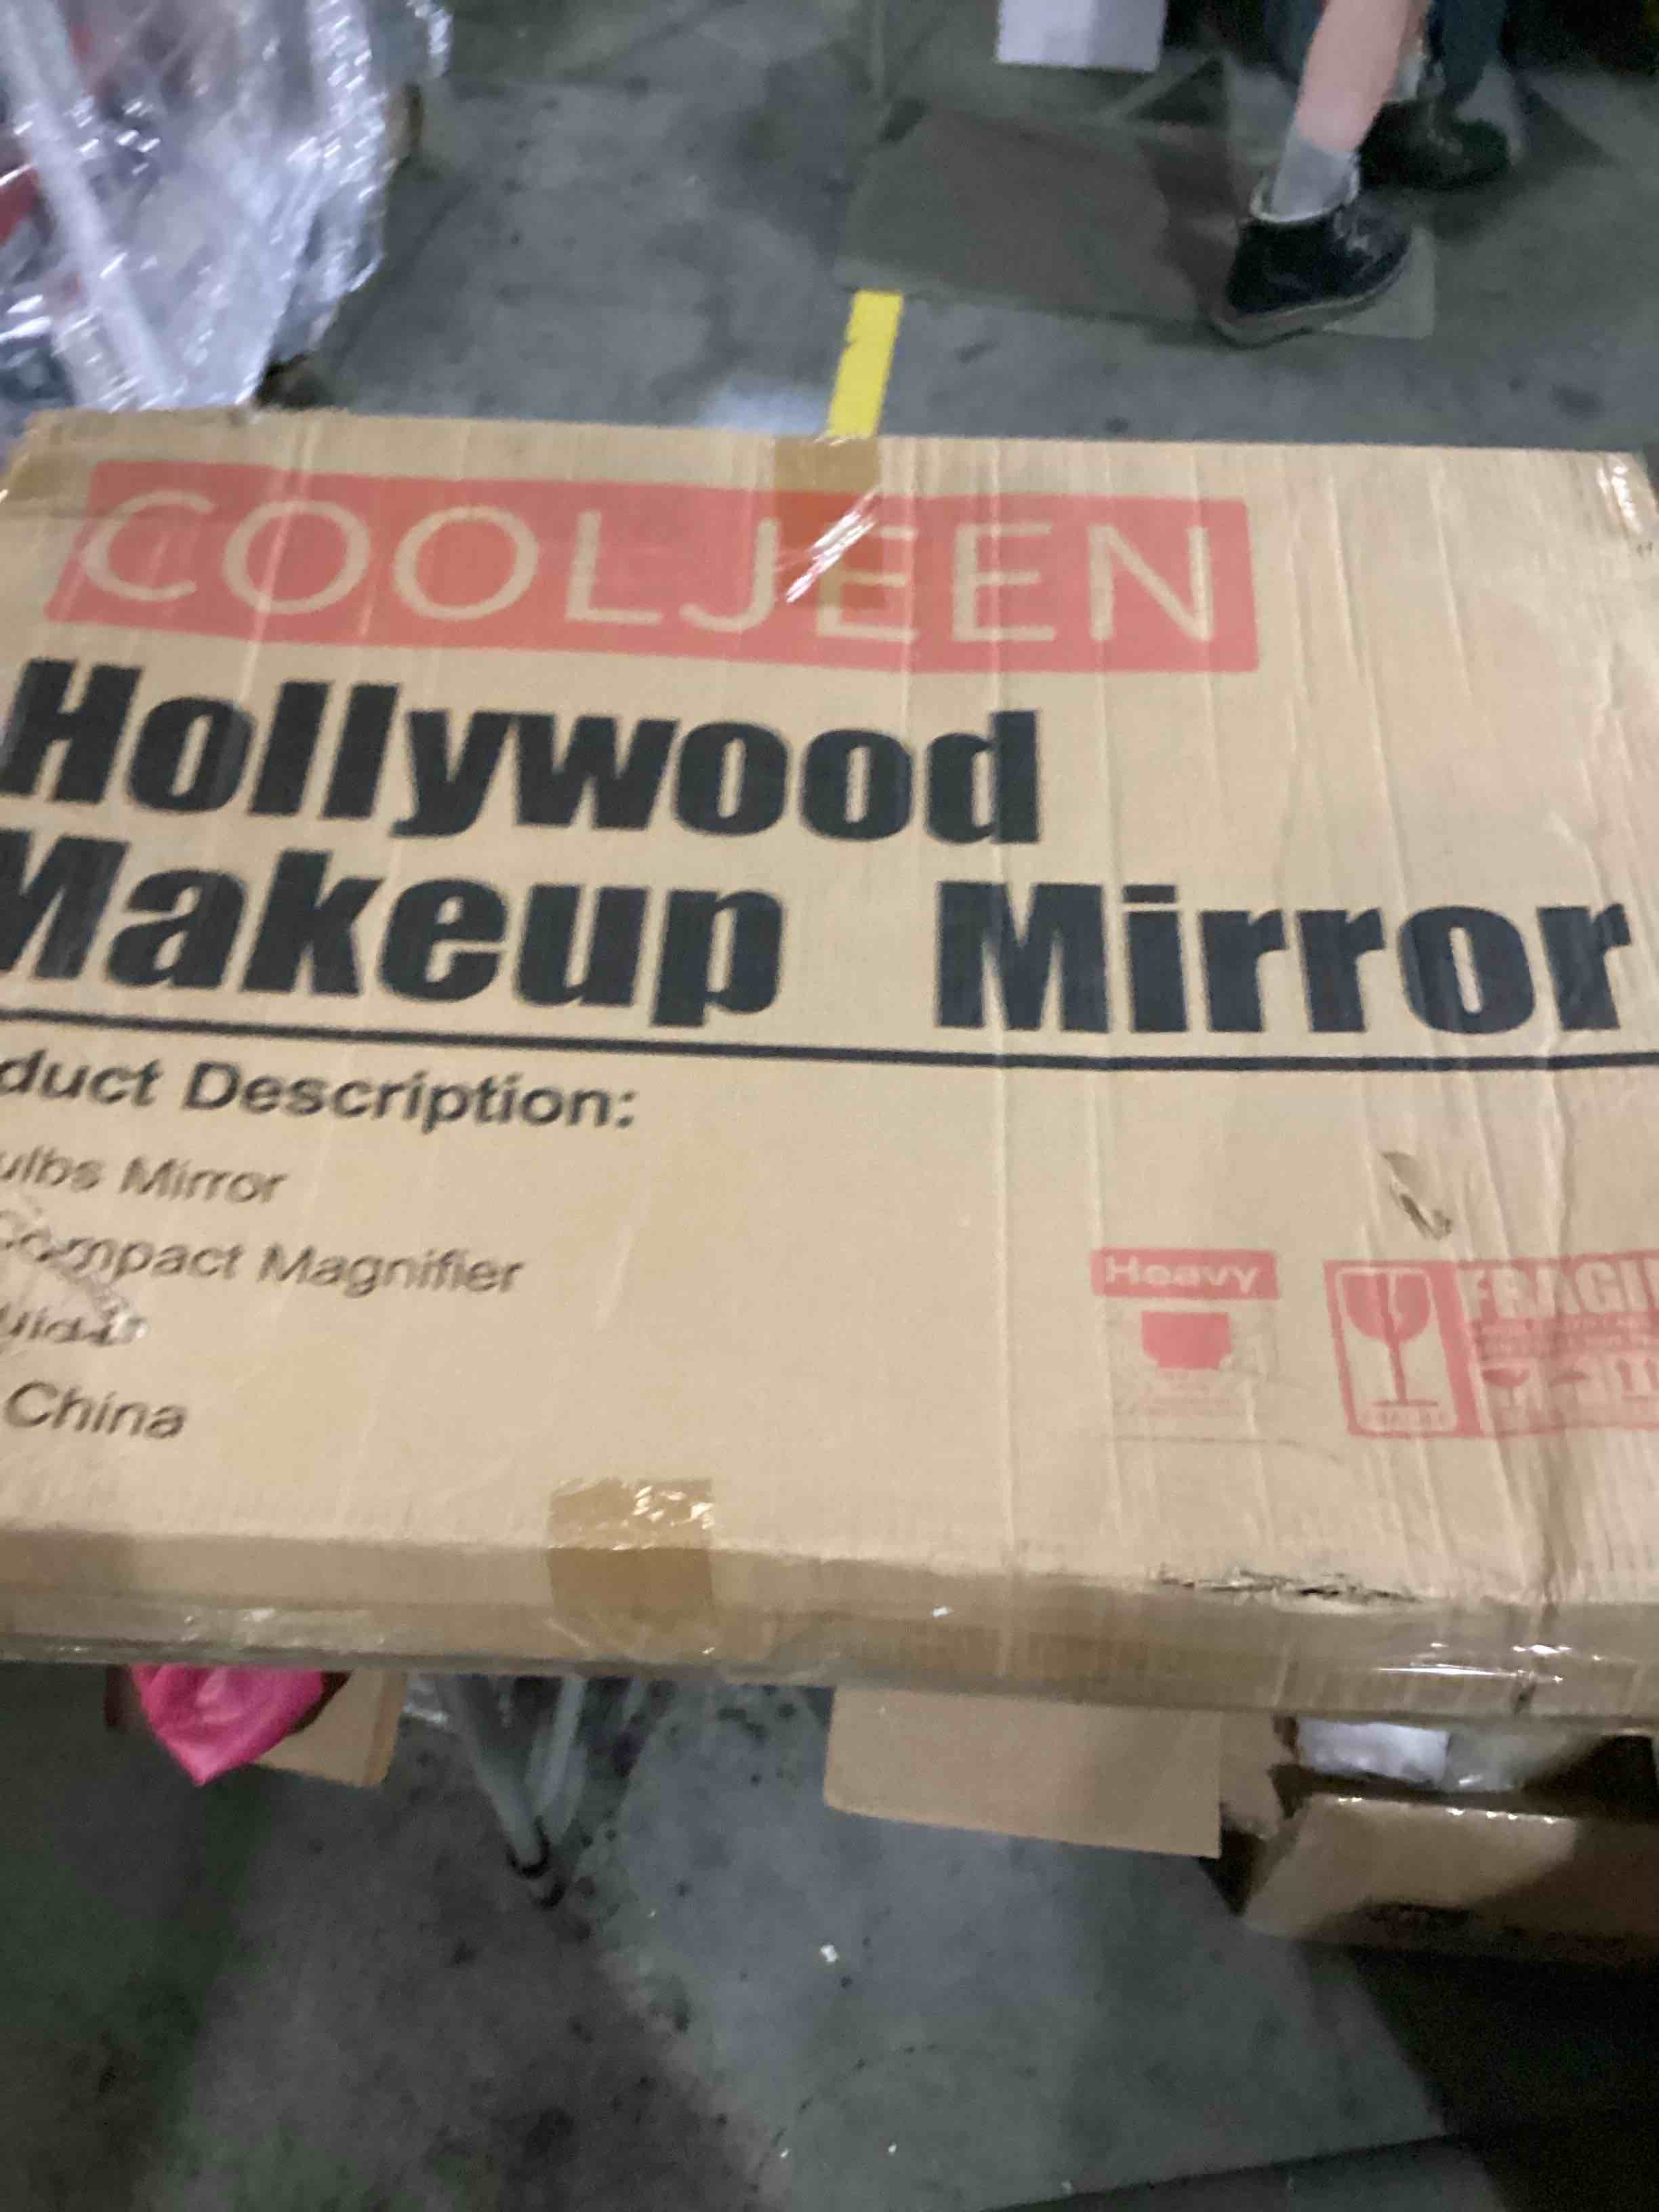 COOLJEEN
Hollywood
Makeup Mirror
duct Description:
ulbs Mirror
Compact Magnifier
China
Heavy
FRAGI